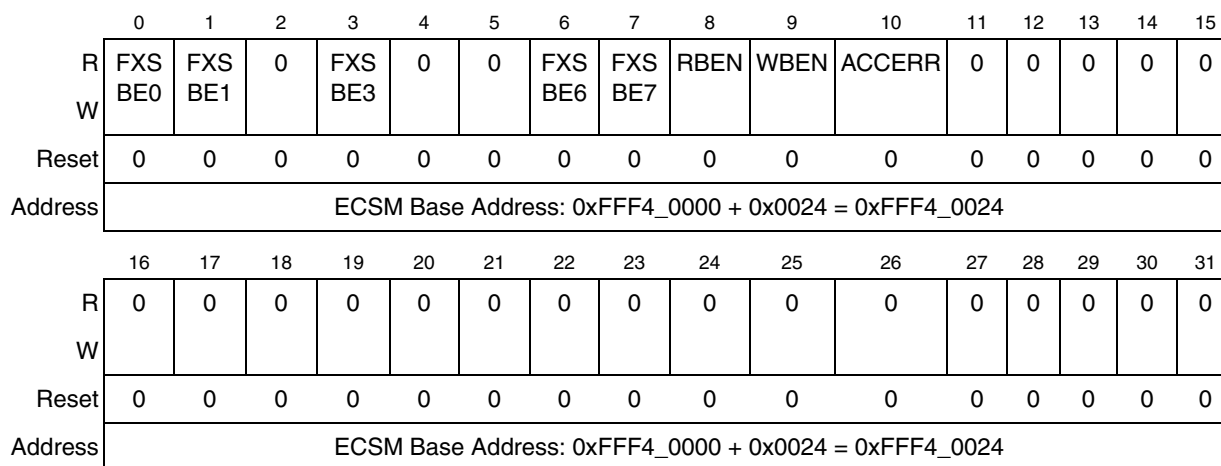 0 1 2 3 4 5 6 7 8 9 10 11 12 13 14 15
R FXS BE0 FXS BE1 0 FXS BE3 0 0 FXS BE6 FXS BE7 RBEN WBEN ACCERR 0 0 0 0 0
W
Reset 0 0 0 0 0 0 0 0 0 0 0 0 0 0 0 0
Address ECSM Base Address: 0xFFF4_0000 + 0x0024 = 0xFFF4_0024
16 17 18 19 20 21 22 23 24 25 26 27 28 29 30 31
R 0 0 0 0 0 0 0 0 0 0 0 0 0 0 0 0
W
Reset 0 0 0 0 0 0 0 0 0 0 0 0 0 0 0 0
Address ECSM Base Address: 0xFFF4_0000 + 0x0024 = 0xFFF4_0024